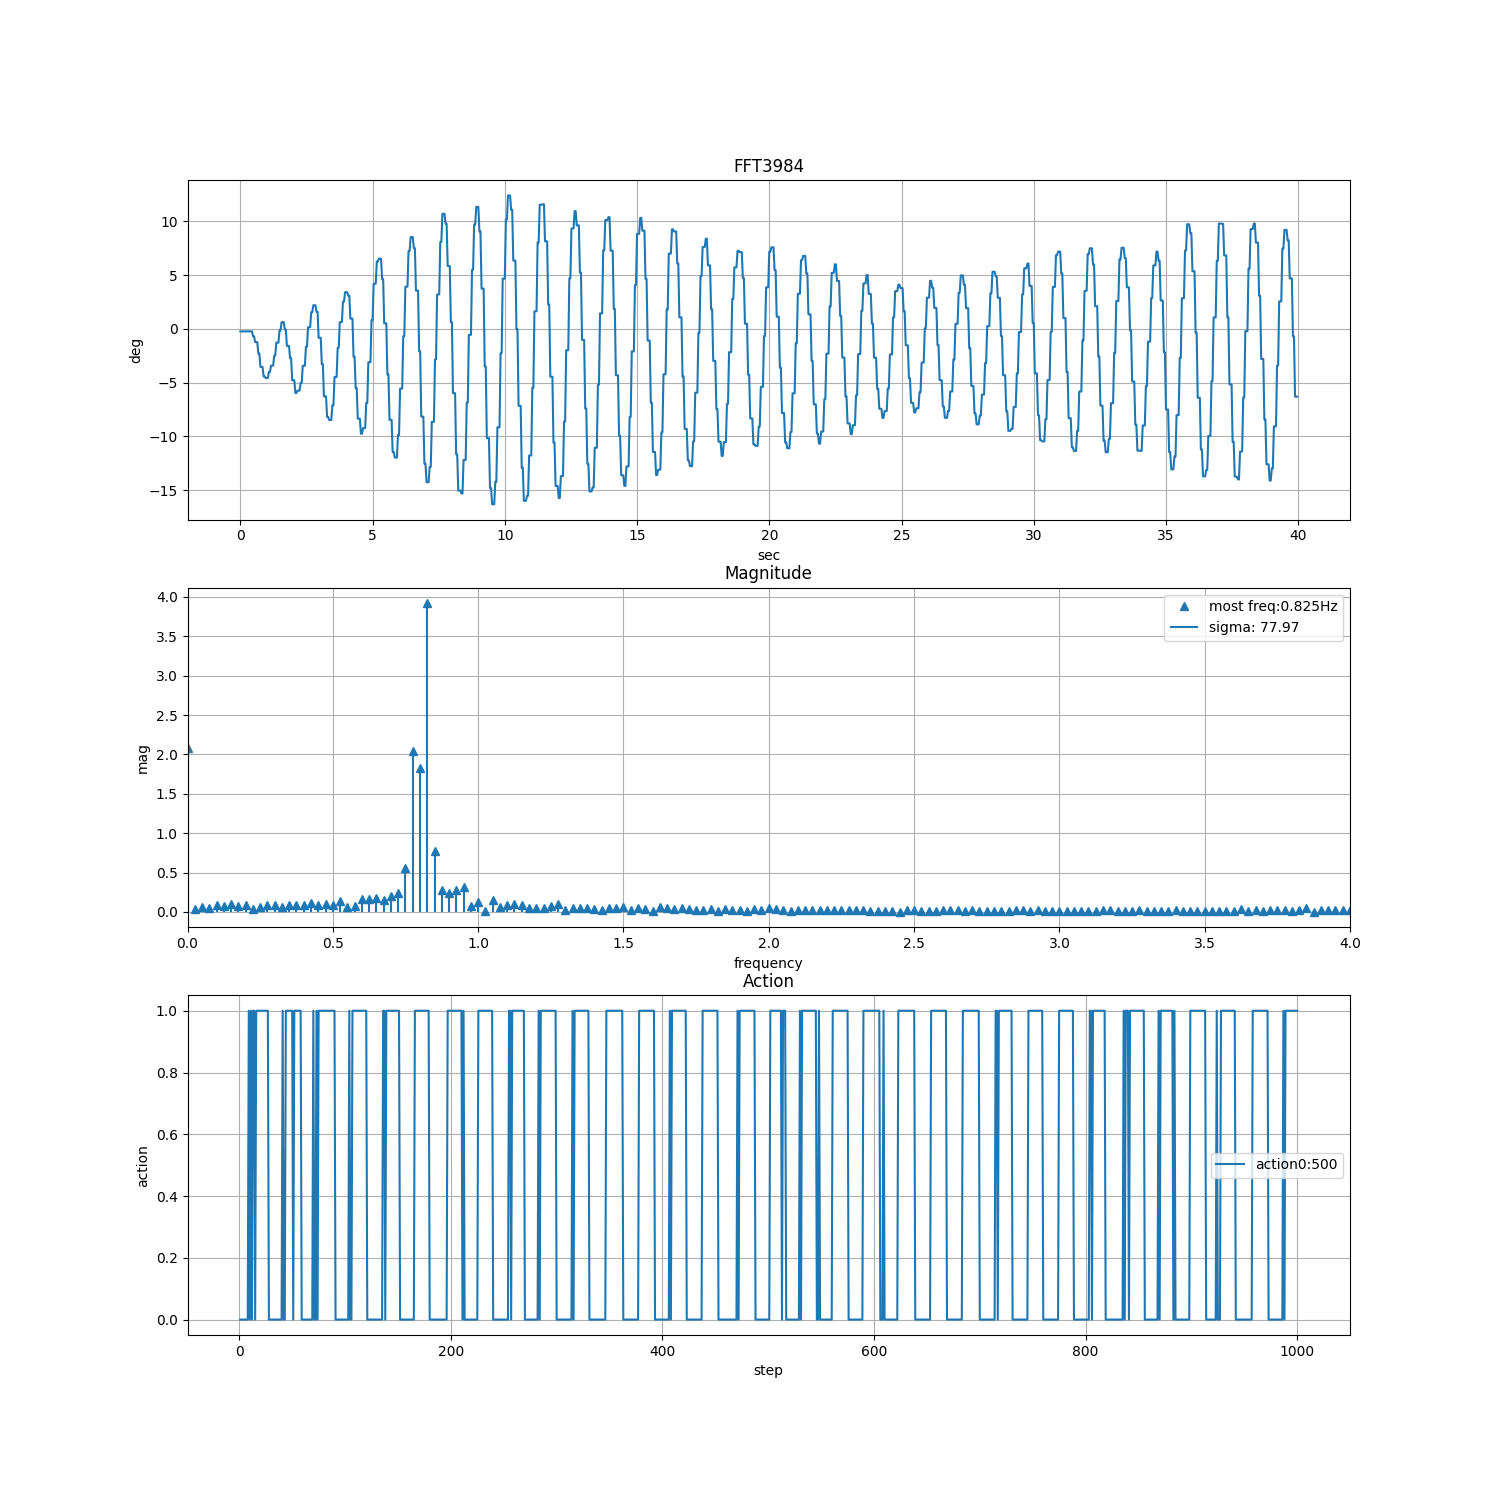 FFT3984
10
5
0
−5
−10
−15
deg
0 5 10 15 20 25 30 35 40
sec
Magnitude
4.0
3.5
3.0
2.5
2.0
1.5
1.0
0.5
0.0
mag
most freq:0.825Hz
sigma: 77.97
0.0 0.5 1.0 1.5 2.0 2.5 3.0 3.5 4.0
frequency
Action
1.0
0.8
0.6
0.4
0.2
0.0
action
action0:500
0 200 400 600 800 1000
step